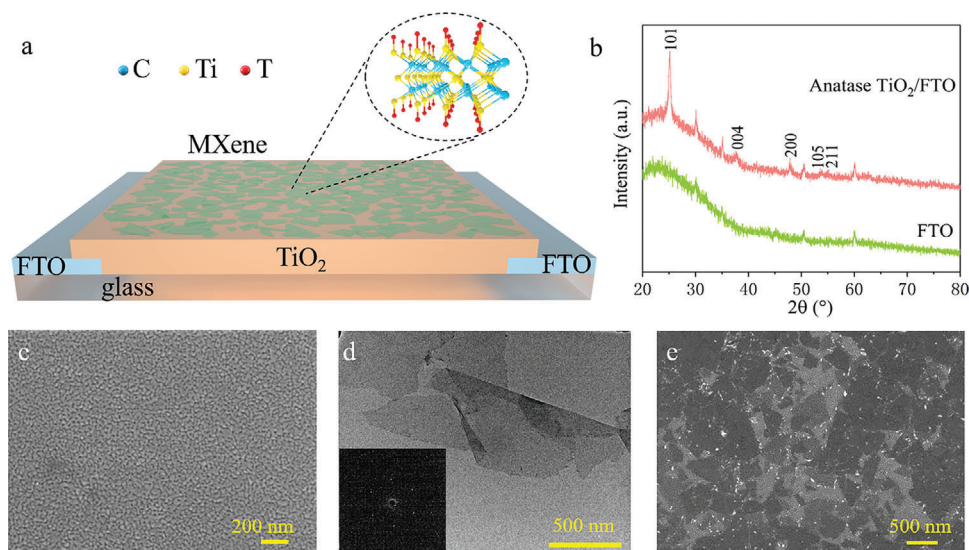 a
C Ti T
MXene
TiO₂
FTO
FTO
glass
b
101
Anatase TiO₂/FTO
004
200
105
211
FTO
Intensity (a.u.)
20 30 40 50 60 70 80
2θ (°)
c
200 nm
d
500 nm
e
500 nm